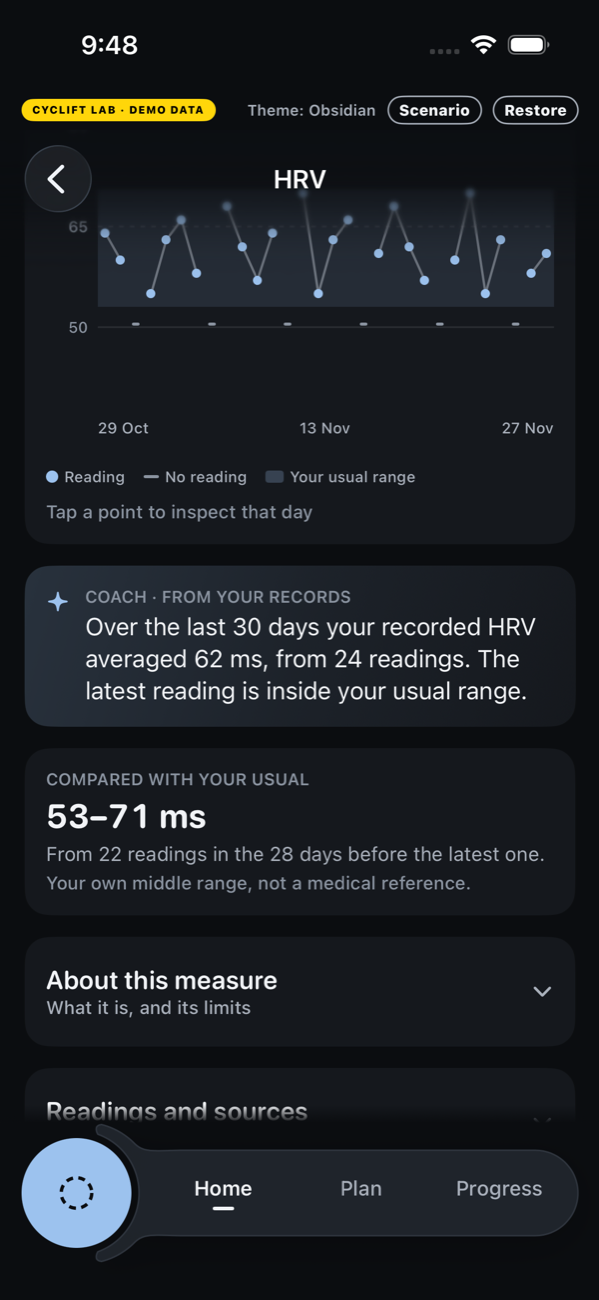 9:48
CYCLIFT LAB · DEMO DATA
Theme: Obsidian
Scenario
Restore
HRV
65
50
29 Oct
13 Nov
27 Nov
Reading
No reading
Your usual range
Tap a point to inspect that day
COACH · FROM YOUR RECORDS
Over the last 30 days your recorded HRV
averaged 62 ms, from 24 readings. The
latest reading is inside your usual range.
COMPARED WITH YOUR USUAL
53–71 ms
From 22 readings in the 28 days before the latest one.
Your own middle range, not a medical reference.
About this measure
What it is, and its limits
Readings and sources
Home
Plan
Progress